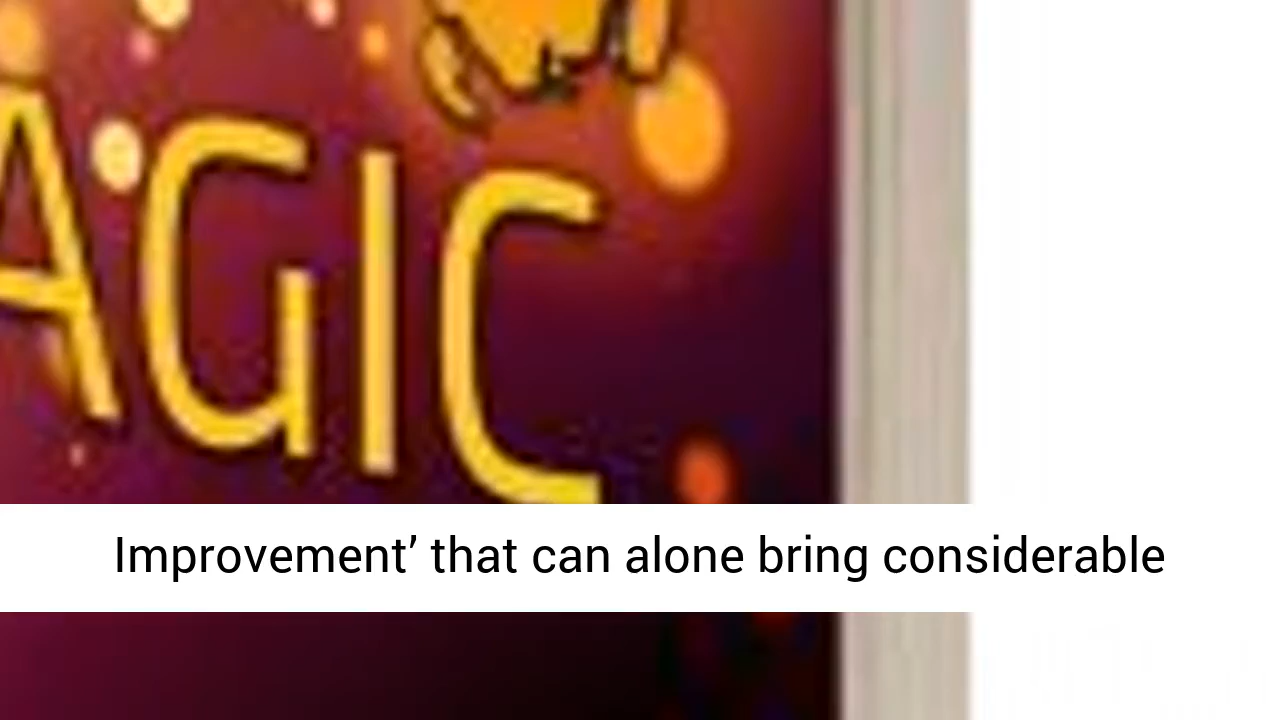 AGIC
Improvement’ that can alone bring considerable